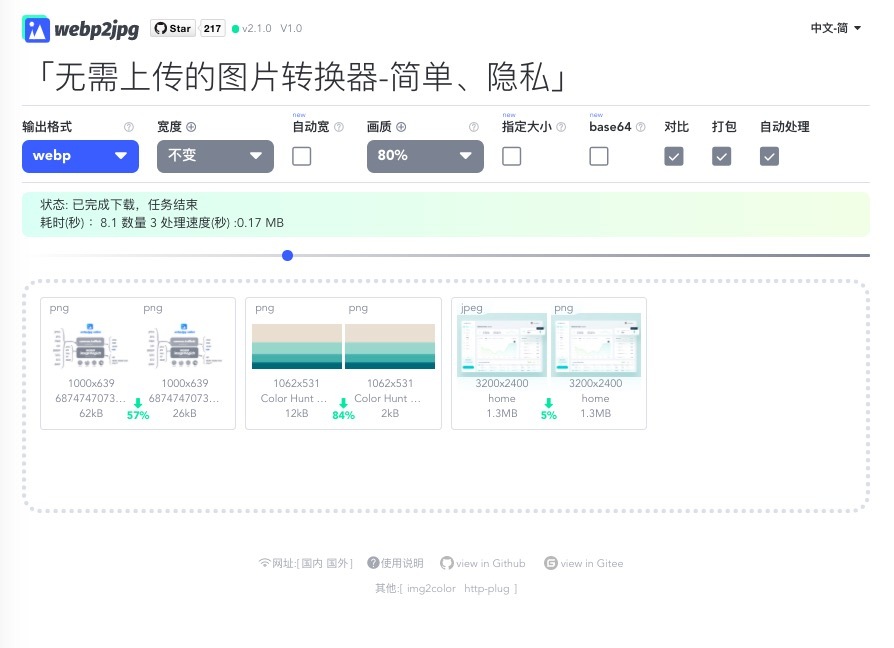 webp2jpg Star 217 v2.1.0 V1.0 中文-简
「无需上传的图片转换器-简单、隐私」
new new new
输出格式 宽度 自动宽 画质 指定大小 base64 对比 打包 自动处理
webp 不变 80%
状态: 已完成下载，任务结束
耗时(秒)： 8.1 数量 3 处理速度(秒) :0.17 MB
png png png png jpeg png
1000x639 1000x639 1062x531 1062x531 3200x2400 3200x2400
6874747073... 6874747073... Color Hunt ... Color Hunt ... home home
62kB 57% 26kB 12kB 84% 2kB 1.3MB 5% 1.3MB
网址:[ 国内 国外 ] 使用说明 view in Github view in Gitee
其他:[ img2color http-plug ]